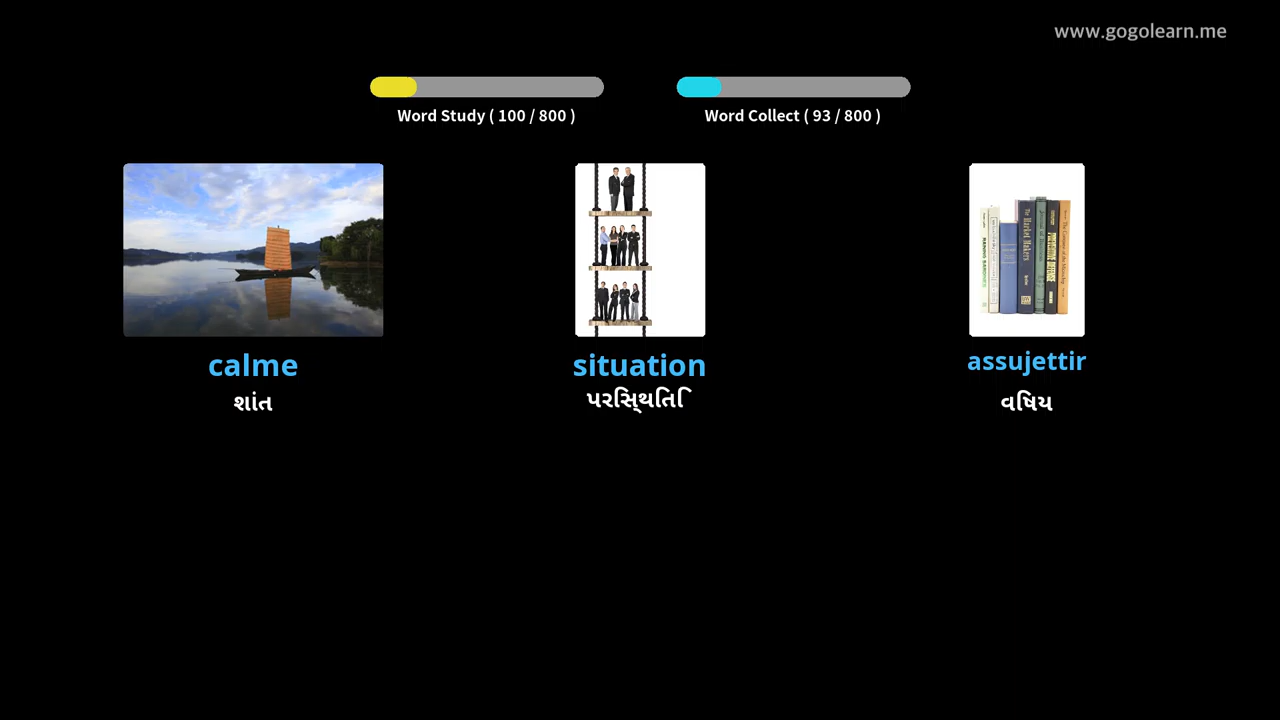 www.gogolearn.me
Word Study ( 100 / 800 )
Word Collect ( 93 / 800 )
calme
situation
assujettir
શાંત
પરિસ્થિતિ
વિષય